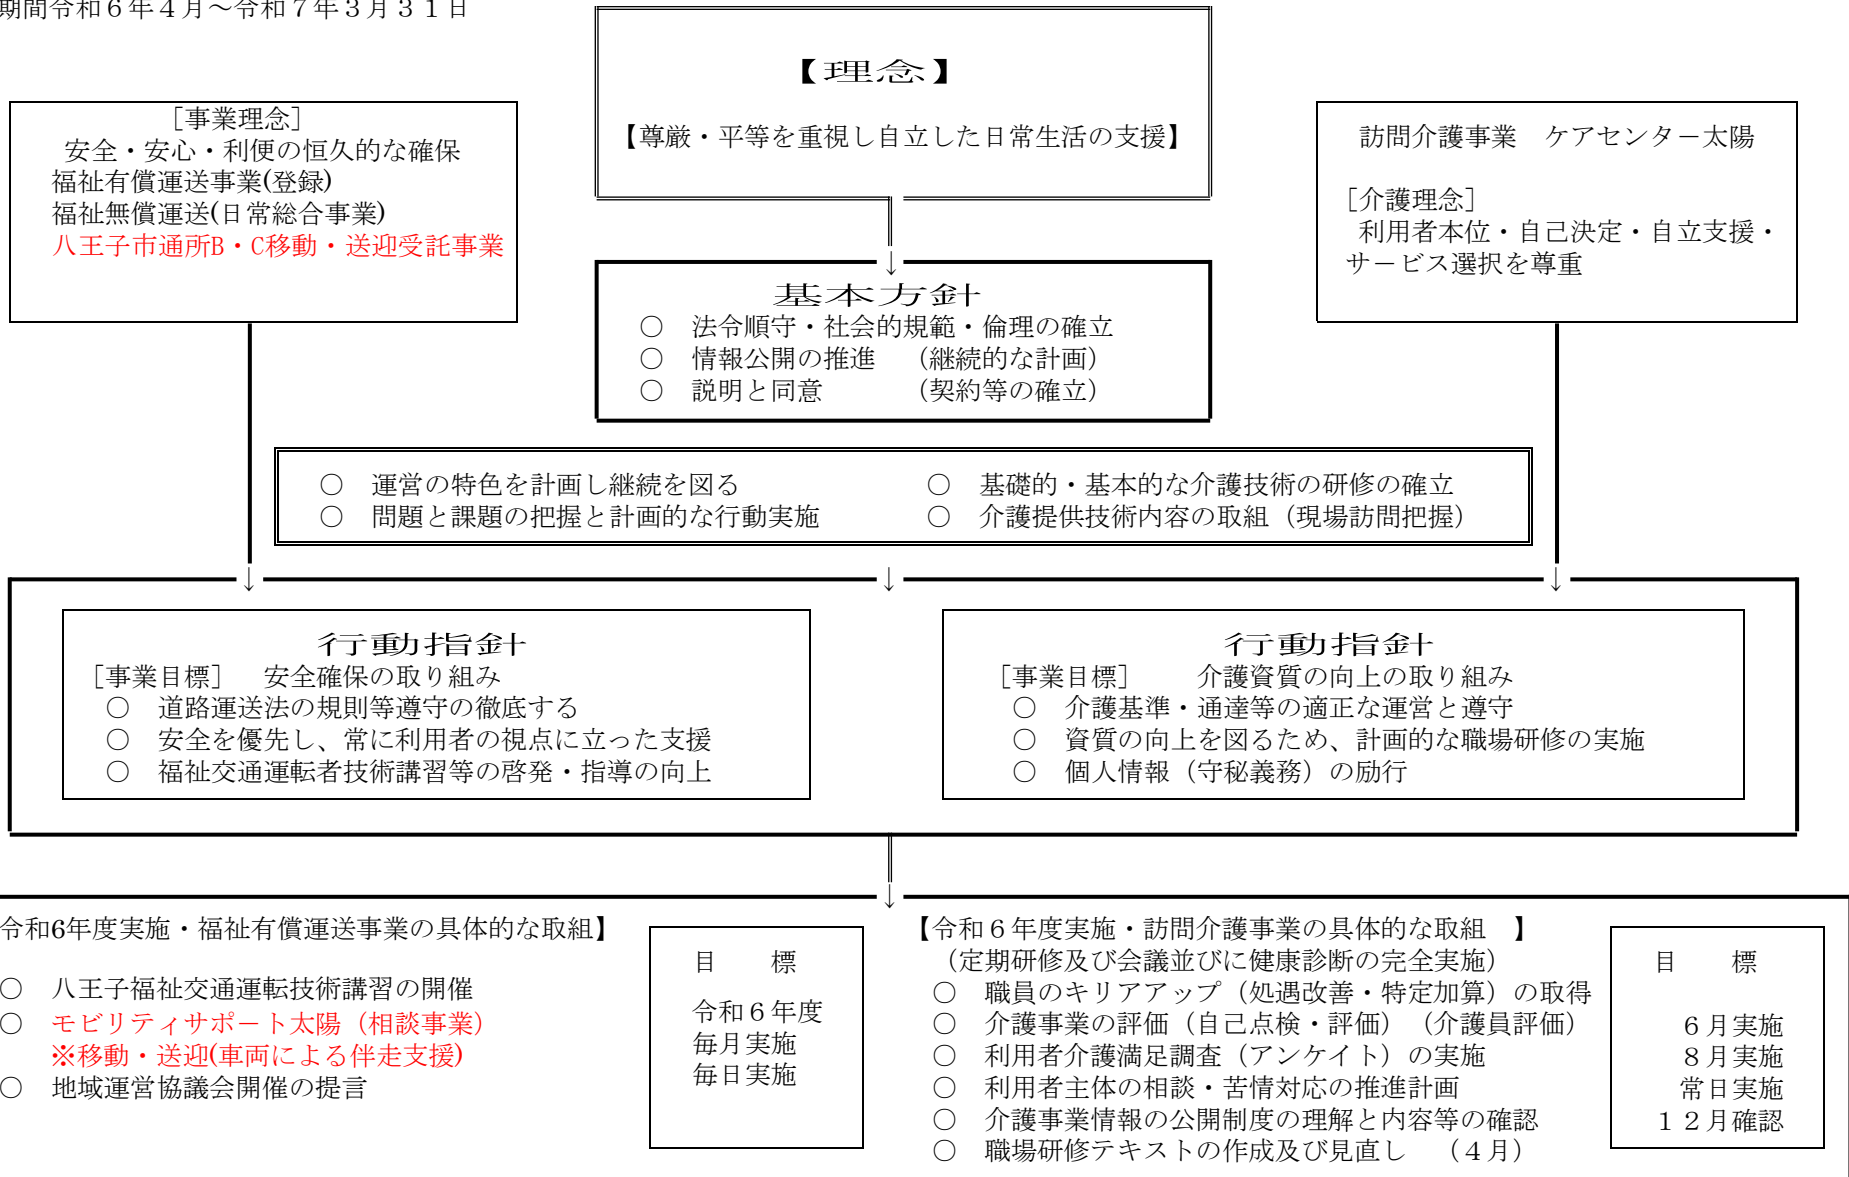 期間令和６年４月～令和７年３月３１日
【理念】
【尊厳・平等を重視し自立した日常生活の支援】
［事業理念］
安全・安心・利便の恒久的な確保
福祉有償運送事業(登録)
福祉無償運送(日常総合事業)
八王子市通所B・C移動・送迎受託事業
訪問介護事業　ケアセンター太陽
［介護理念］
利用者本位・自己決定・自立支援・
サービス選択を尊重
↓
基本方針
○　法令順守・社会的規範・倫理の確立
○　情報公開の推進　（継続的な計画）
○　説明と同意　　　（契約等の確立）
○　運営の特色を計画し継続を図る
○　問題と課題の把握と計画的な行動実施
○　基礎的・基本的な介護技術の研修の確立
○　介護提供技術内容の取組（現場訪問把握）
↓　↓　↓
行動指針
［事業目標］　安全確保の取り組み
○　道路運送法の規則等遵守の徹底する
○　安全を優先し、常に利用者の視点に立った支援
○　福祉交通運転者技術講習等の啓発・指導の向上
行動指針
［事業目標］　　介護資質の向上の取り組み
○　介護基準・通達等の適正な運営と遵守
○　資質の向上を図るため、計画的な職場研修の実施
○　個人情報（守秘義務）の励行
↓
令和6年度実施・福祉有償運送事業の具体的な取組】
○　八王子福祉交通運転技術講習の開催
○　モビリティサポート太陽（相談事業）
※移動・送迎(車両による伴走支援)
○　地域運営協議会開催の提言
目　　標
令和６年度
毎月実施
毎日実施
【令和６年度実施・訪問介護事業の具体的な取組　】
（定期研修及び会議並びに健康診断の完全実施）
○　職員のキリアアップ（処遇改善・特定加算）の取得
○　介護事業の評価（自己点検・評価）（介護員評価）
○　利用者介護満足調査（アンケイト）の実施
○　利用者主体の相談・苦情対応の推進計画
○　介護事業情報の公開制度の理解と内容等の確認
○　職場研修テキストの作成及び見直し　（４月）
目　　標
６月実施
８月実施
常日実施
１２月確認